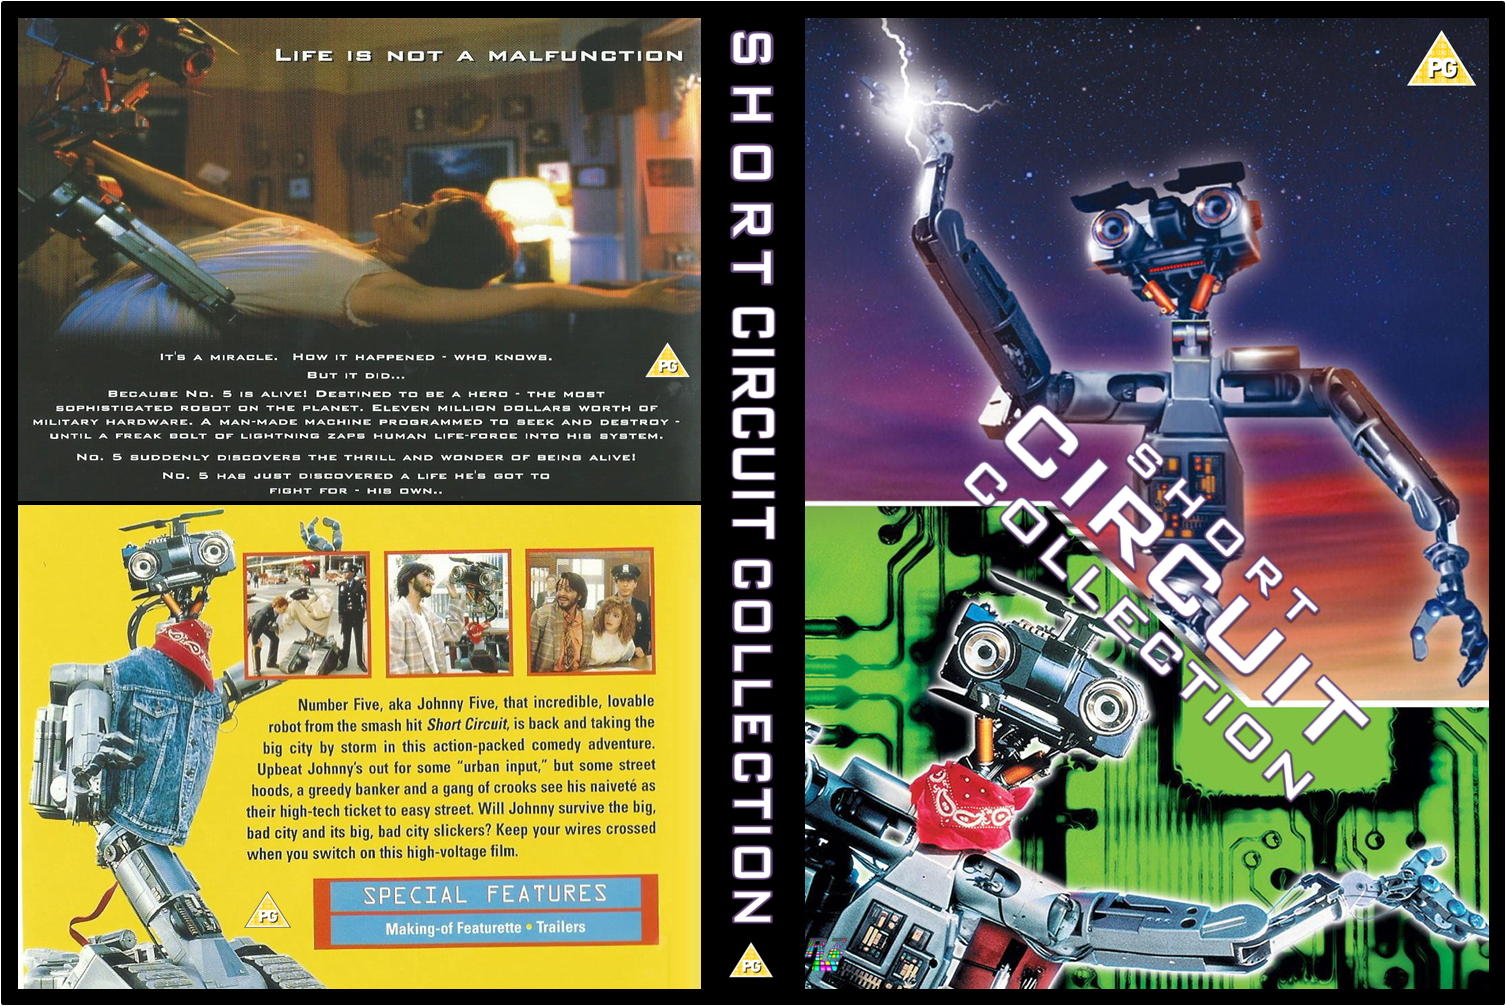 LIFE IS NOT A MALFUNCTION
IT'S A MIRACLE. HOW IT HAPPENED - WHO KNOWS.
BUT IT DID...
BECAUSE NO. 5 IS ALIVE! DESTINED TO BE A HERO - THE MOST
SOPHISTICATED ROBOT ON THE PLANET. ELEVEN MILLION DOLLARS WORTH OF
MILITARY HARDWARE. A MAN-MADE MACHINE PROGRAMMED TO SEEK AND DESTROY -
UNTIL A FREAK BOLT OF LIGHTNING ZAPS HUMAN LIFE-FORCE INTO HIS SYSTEM.
NO. 5 SUDDENLY DISCOVERS THE THRILL AND WONDER OF BEING ALIVE!
NO. 5 HAS JUST DISCOVERED A LIFE HE'S GOT TO
FIGHT FOR - HIS OWN..
PG
Number Five, aka Johnny Five, that incredible, lovable
robot from the smash hit Short Circuit, is back and taking the
big city by storm in this action-packed comedy adventure.
Upbeat Johnny's out for some "urban input," but some street
hoods, a greedy banker and a gang of crooks see his naiveté as
their high-tech ticket to easy street. Will Johnny survive the big,
bad city and its big, bad city slickers? Keep your wires crossed
when you switch on this high-voltage film.
PG
SPECIAL FEATURES
Making-of Featurette • Trailers
SHORT CIRCUIT COLLECTION
PG
PG
SHORT
CIRCUIT
COLLECTION